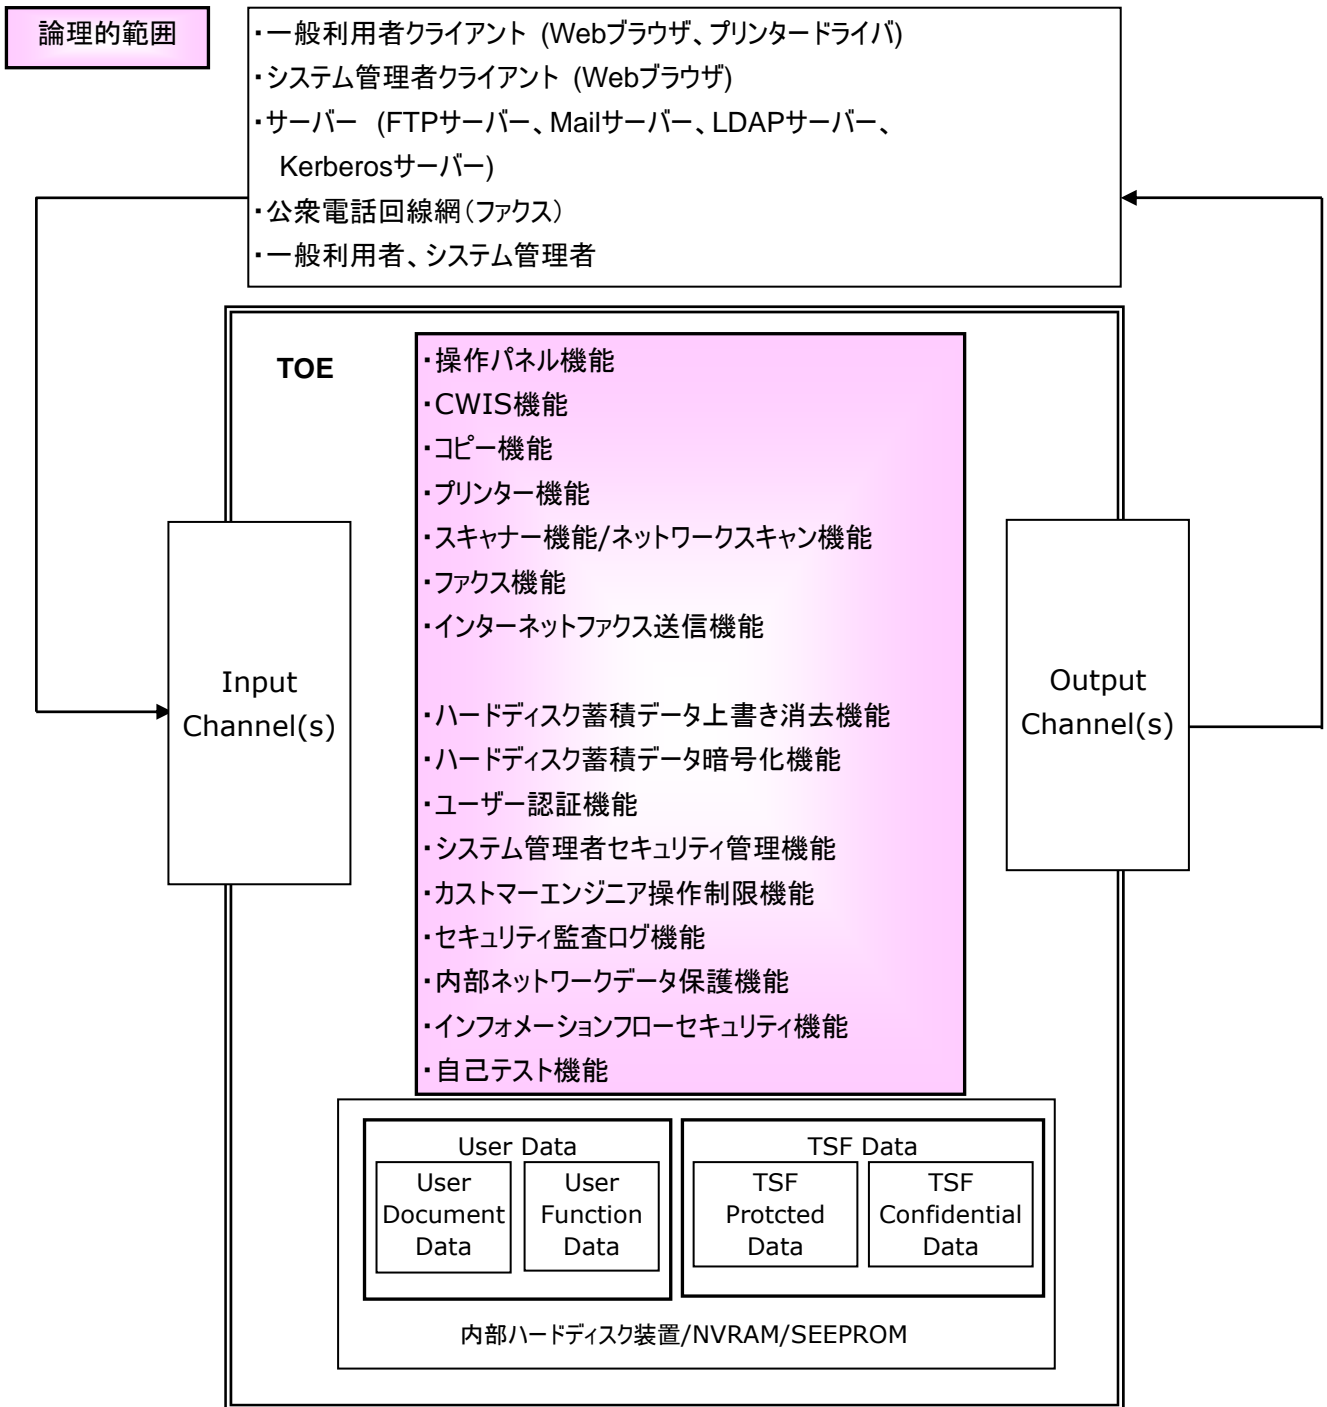 論理的範囲
・一般利用者クライアント (Webブラウザ、プリンタードライバ)
・システム管理者クライアント (Webブラウザ)
・サーバー (FTPサーバー、Mailサーバー、LDAPサーバー、
Kerberosサーバー)
・公衆電話回線網（ファクス）
・一般利用者、システム管理者
TOE
・操作パネル機能
・CWIS機能
・コピー機能
・プリンター機能
・スキャナー機能/ネットワークスキャン機能
・ファクス機能
・インターネットファクス送信機能
・ハードディスク蓄積データ上書き消去機能
・ハードディスク蓄積データ暗号化機能
・ユーザー認証機能
・システム管理者セキュリティ管理機能
・カストマーエンジニア操作制限機能
・セキュリティ監査ログ機能
・内部ネットワークデータ保護機能
・インフォメーションフローセキュリティ機能
・自己テスト機能
Input
Channel(s)
Output
Channel(s)
User Data
User
Document
Data
User
Function
Data
TSF Data
TSF
Protcted
Data
TSF
Confidential
Data
内部ハードディスク装置/NVRAM/SEEPROM